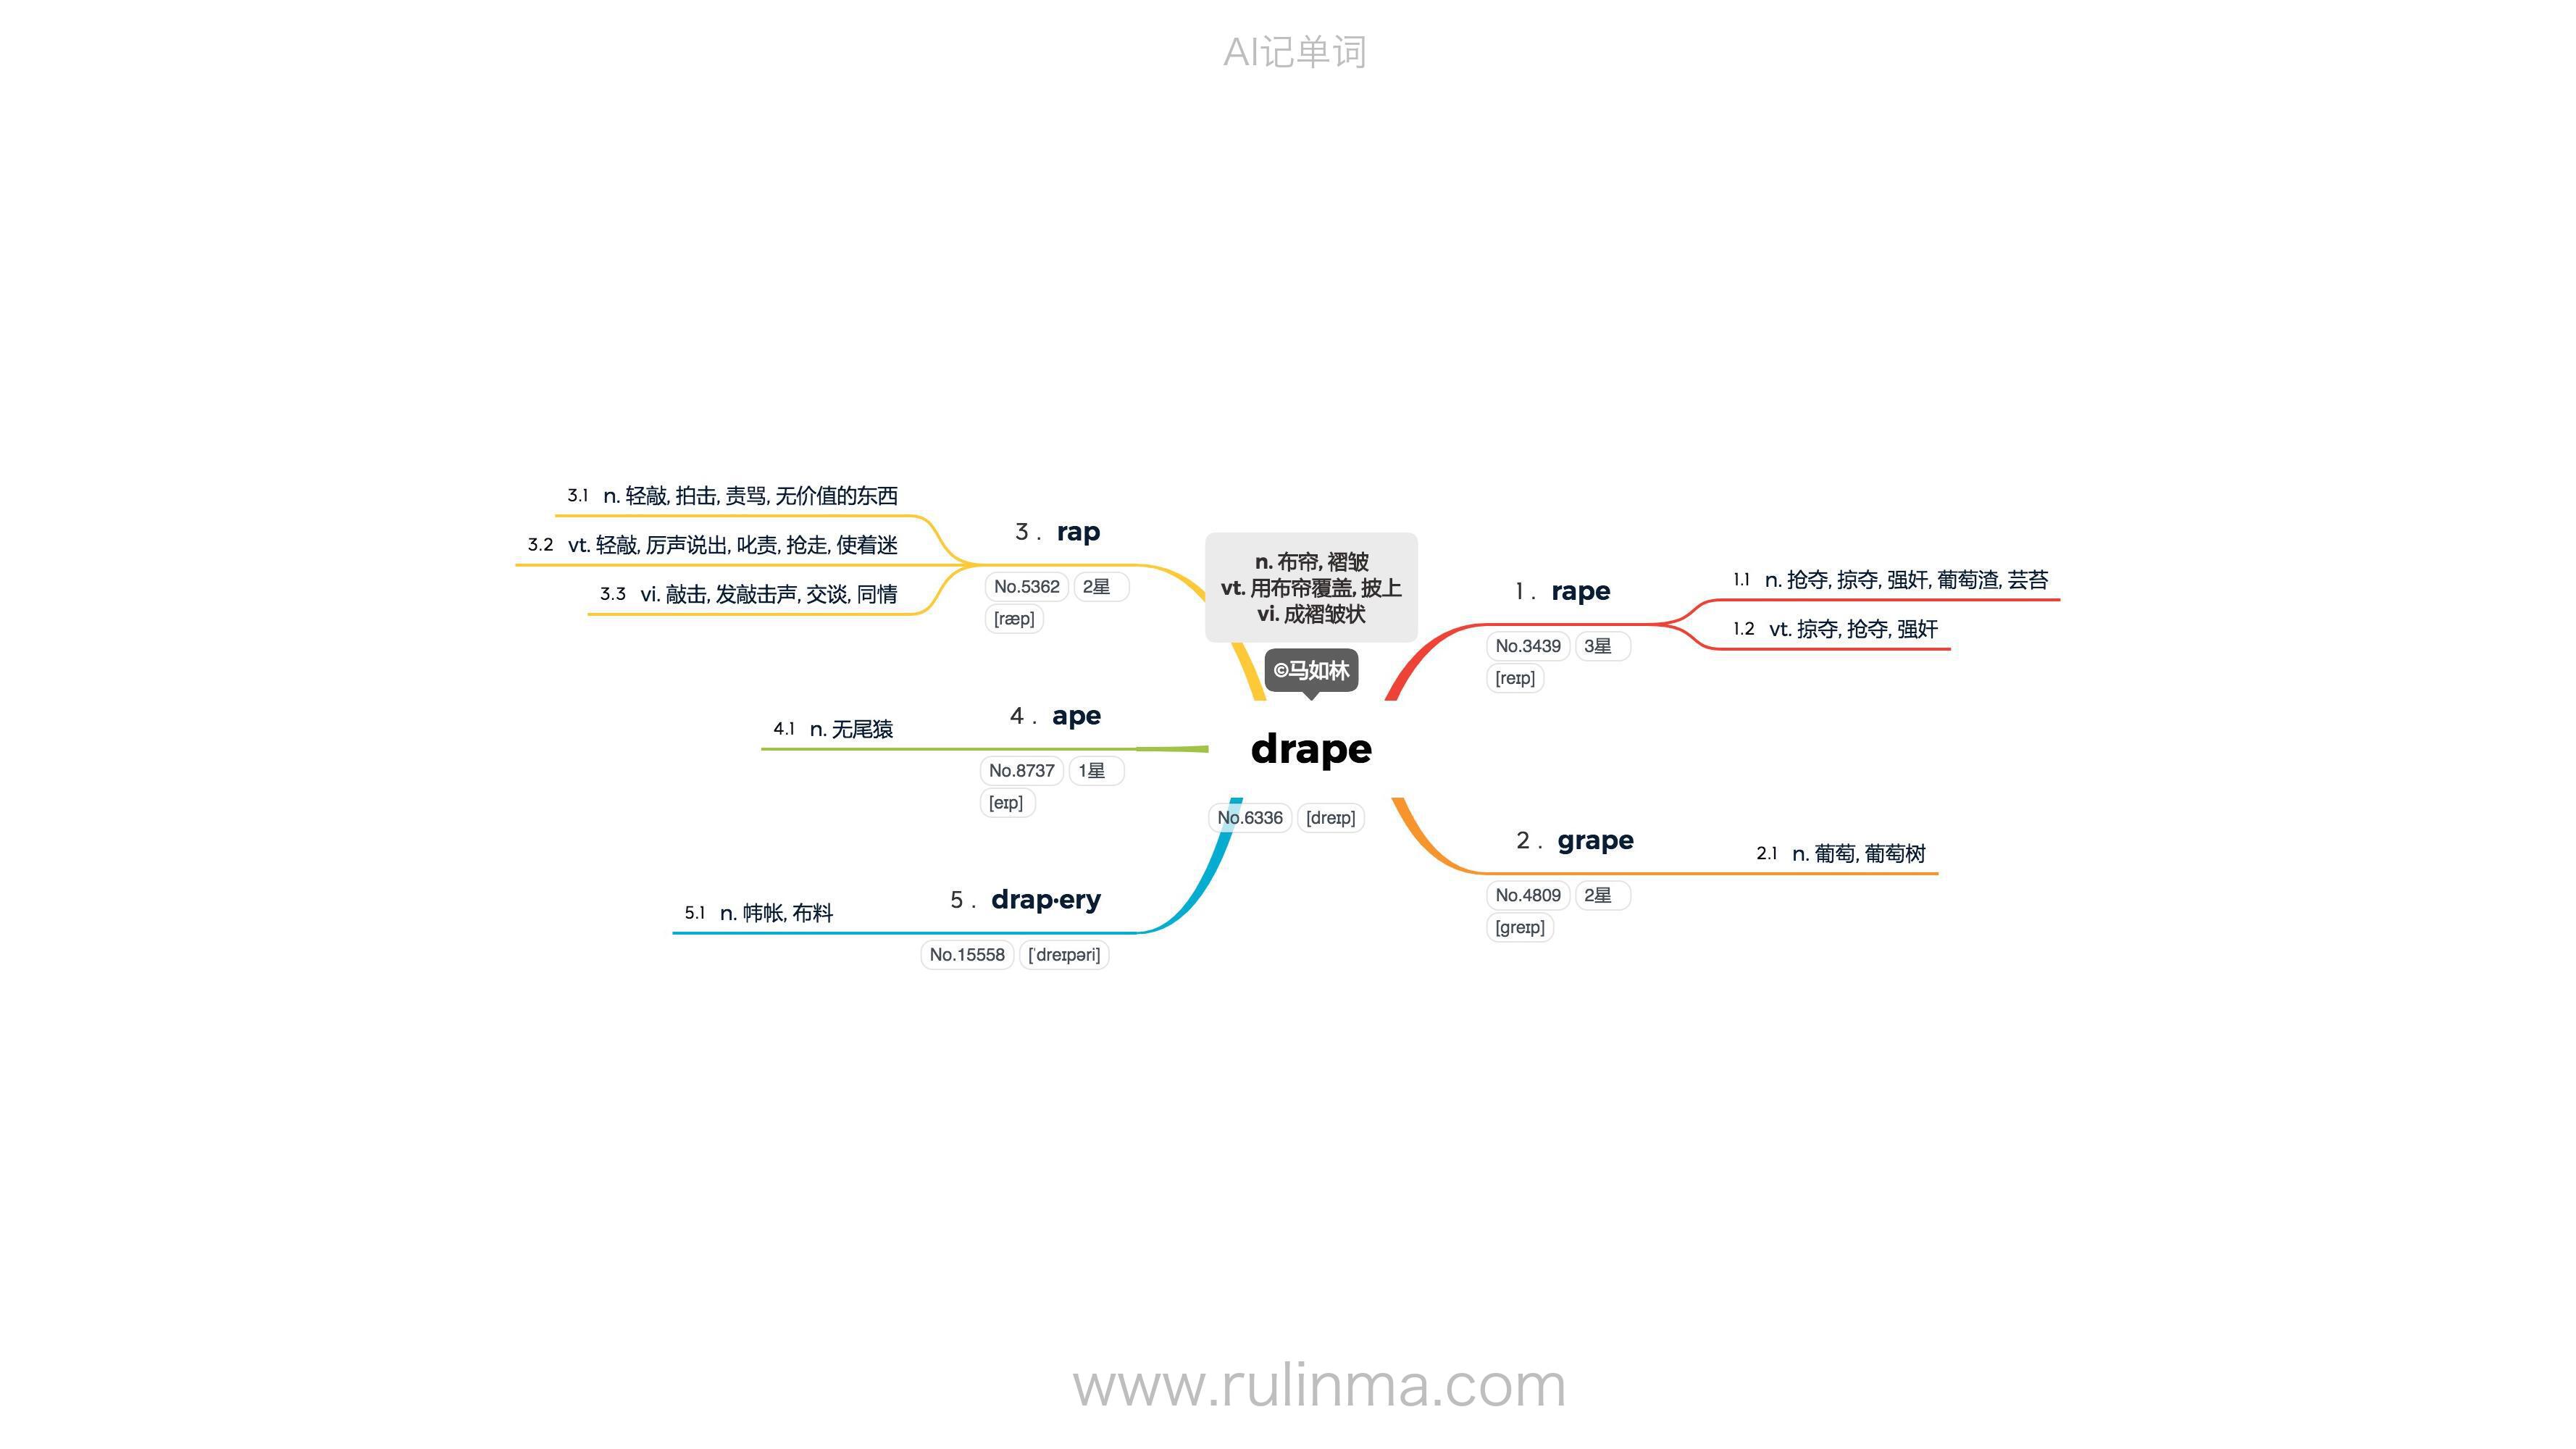 AI记单词
n. 布帘, 褶皱
vt. 用布帘覆盖, 披上
vi. 成褶皱状
©马如林
drape
No.6336 [dreɪp]
1. rape
No.3439 3星
[reɪp]
1.1 n. 抢夺, 掠夺, 强奸, 葡萄渣, 芸苔
1.2 vt. 掠夺, 抢夺, 强奸
2. grape
No.4809 2星
[greɪp]
2.1 n. 葡萄, 葡萄树
3. rap
No.5362 2星
[ræp]
3.1 n. 轻敲, 拍击, 责骂, 无价值的东西
3.2 vt. 轻敲, 厉声说出, 叱责, 抢走, 使着迷
3.3 vi. 敲击, 发敲击声, 交谈, 同情
4. ape
No.8737 1星
[eɪp]
4.1 n. 无尾猿
5. drap·ery
No.15558 [ˈdreɪpəri]
5.1 n. 帏帐, 布料
www.rulinma.com